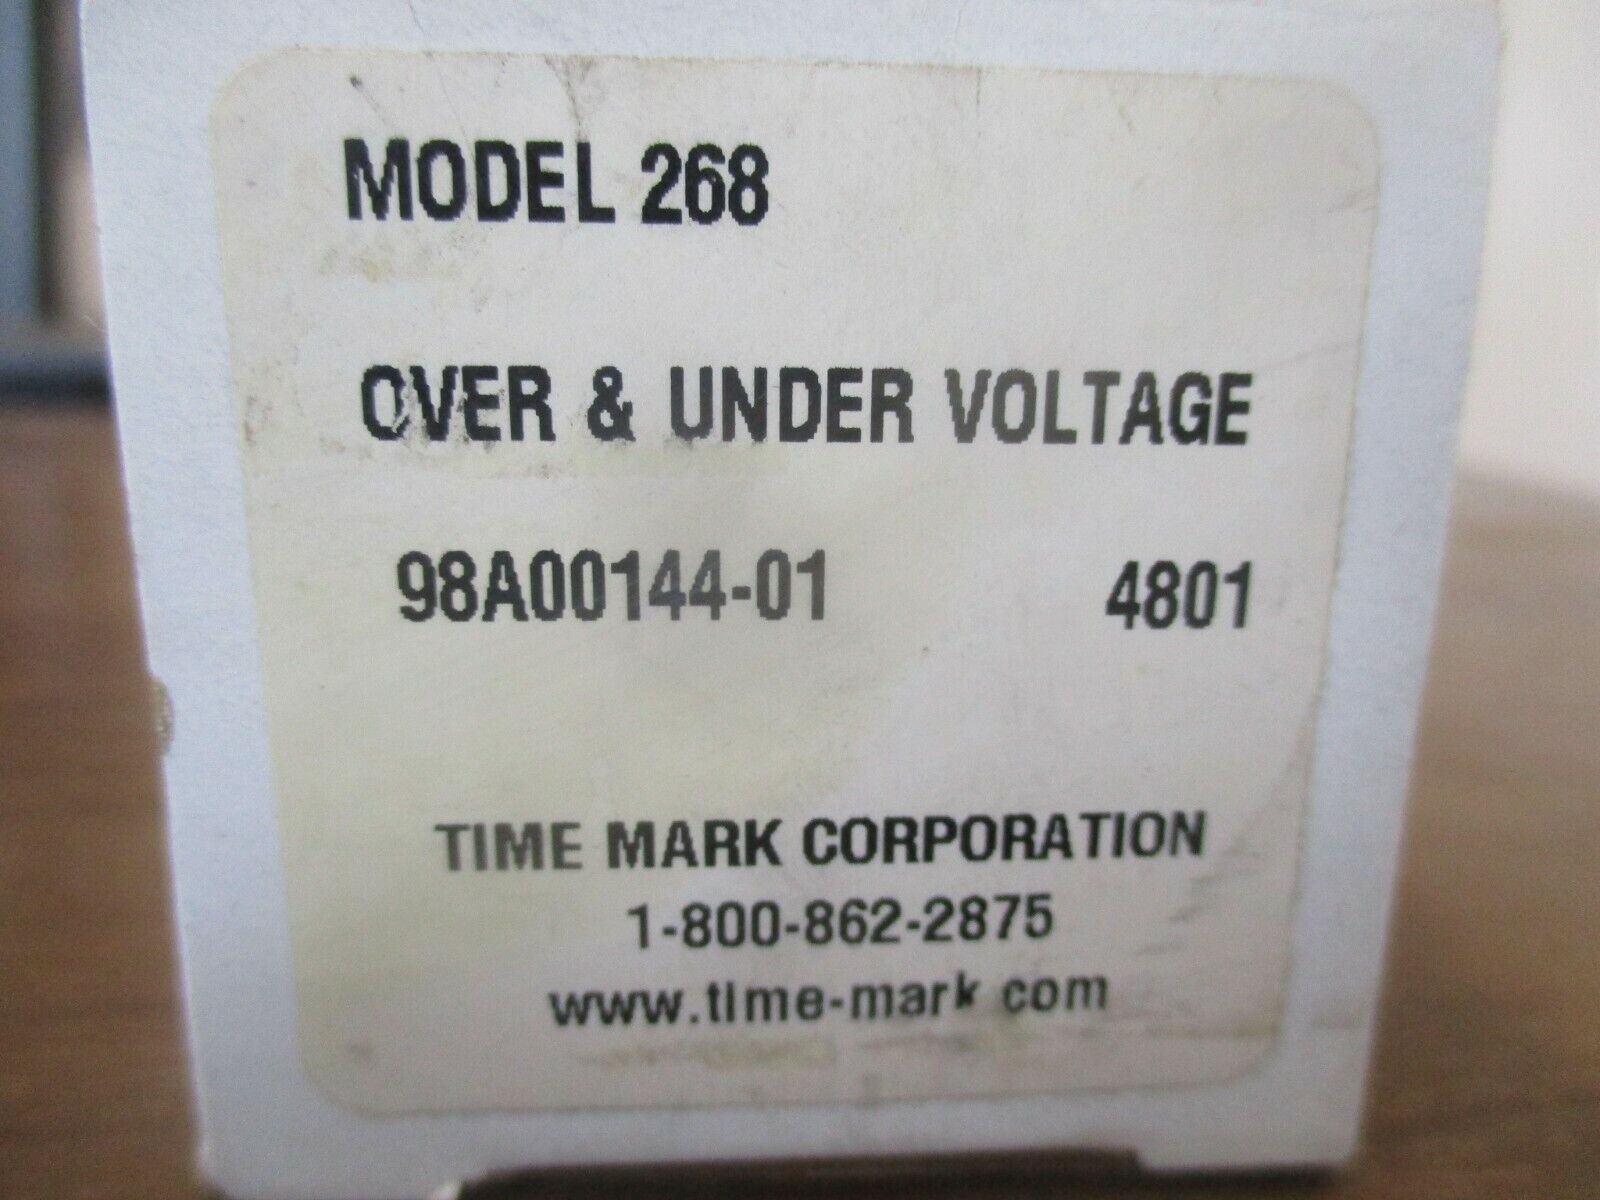 MODEL 268
OVER & UNDER VOLTAGE
98A00144-01 4801
TIME MARK CORPORATION
1-800-862-2875
www.time-mark com